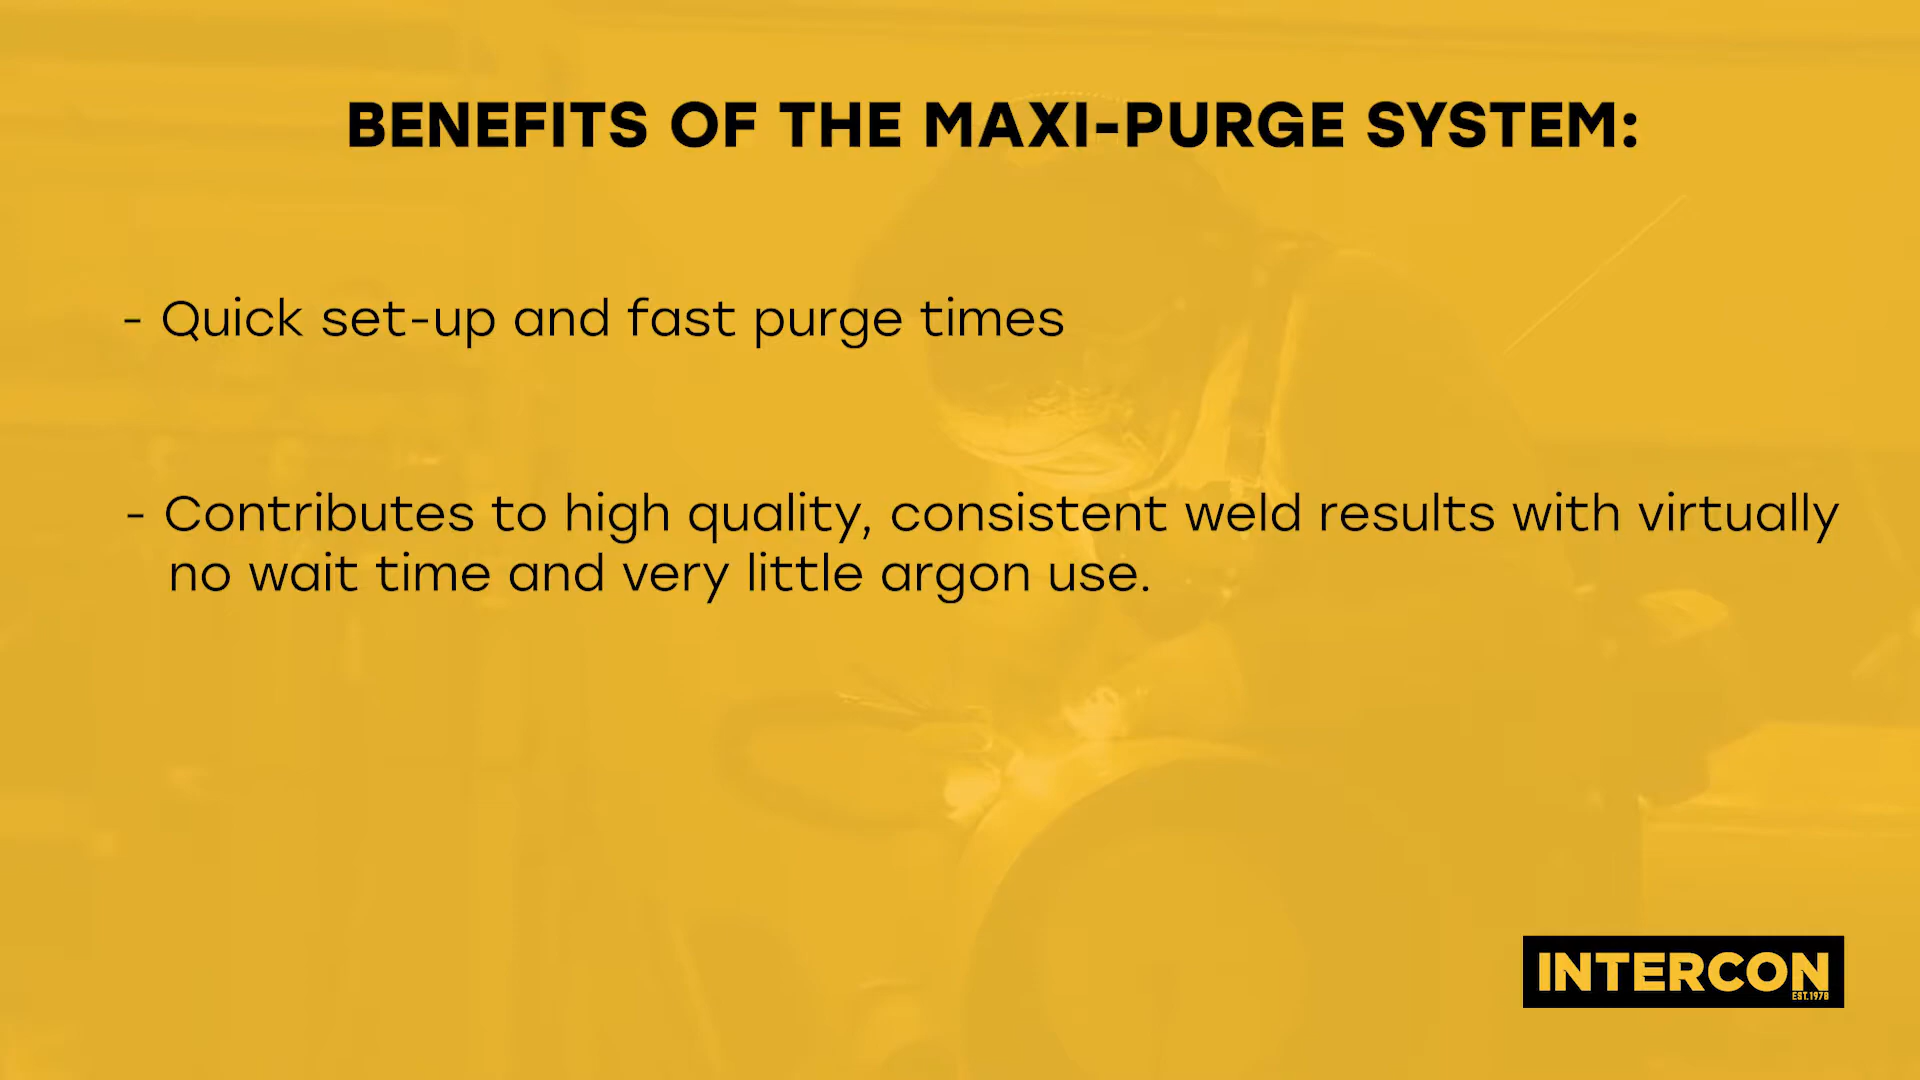 BENEFITS OF THE MAXI-PURGE SYSTEM:
- Quick set-up and fast purge times
- Contributes to high quality, consistent weld results with virtually
no wait time and very little argon use.
INTERCON
EST.1978